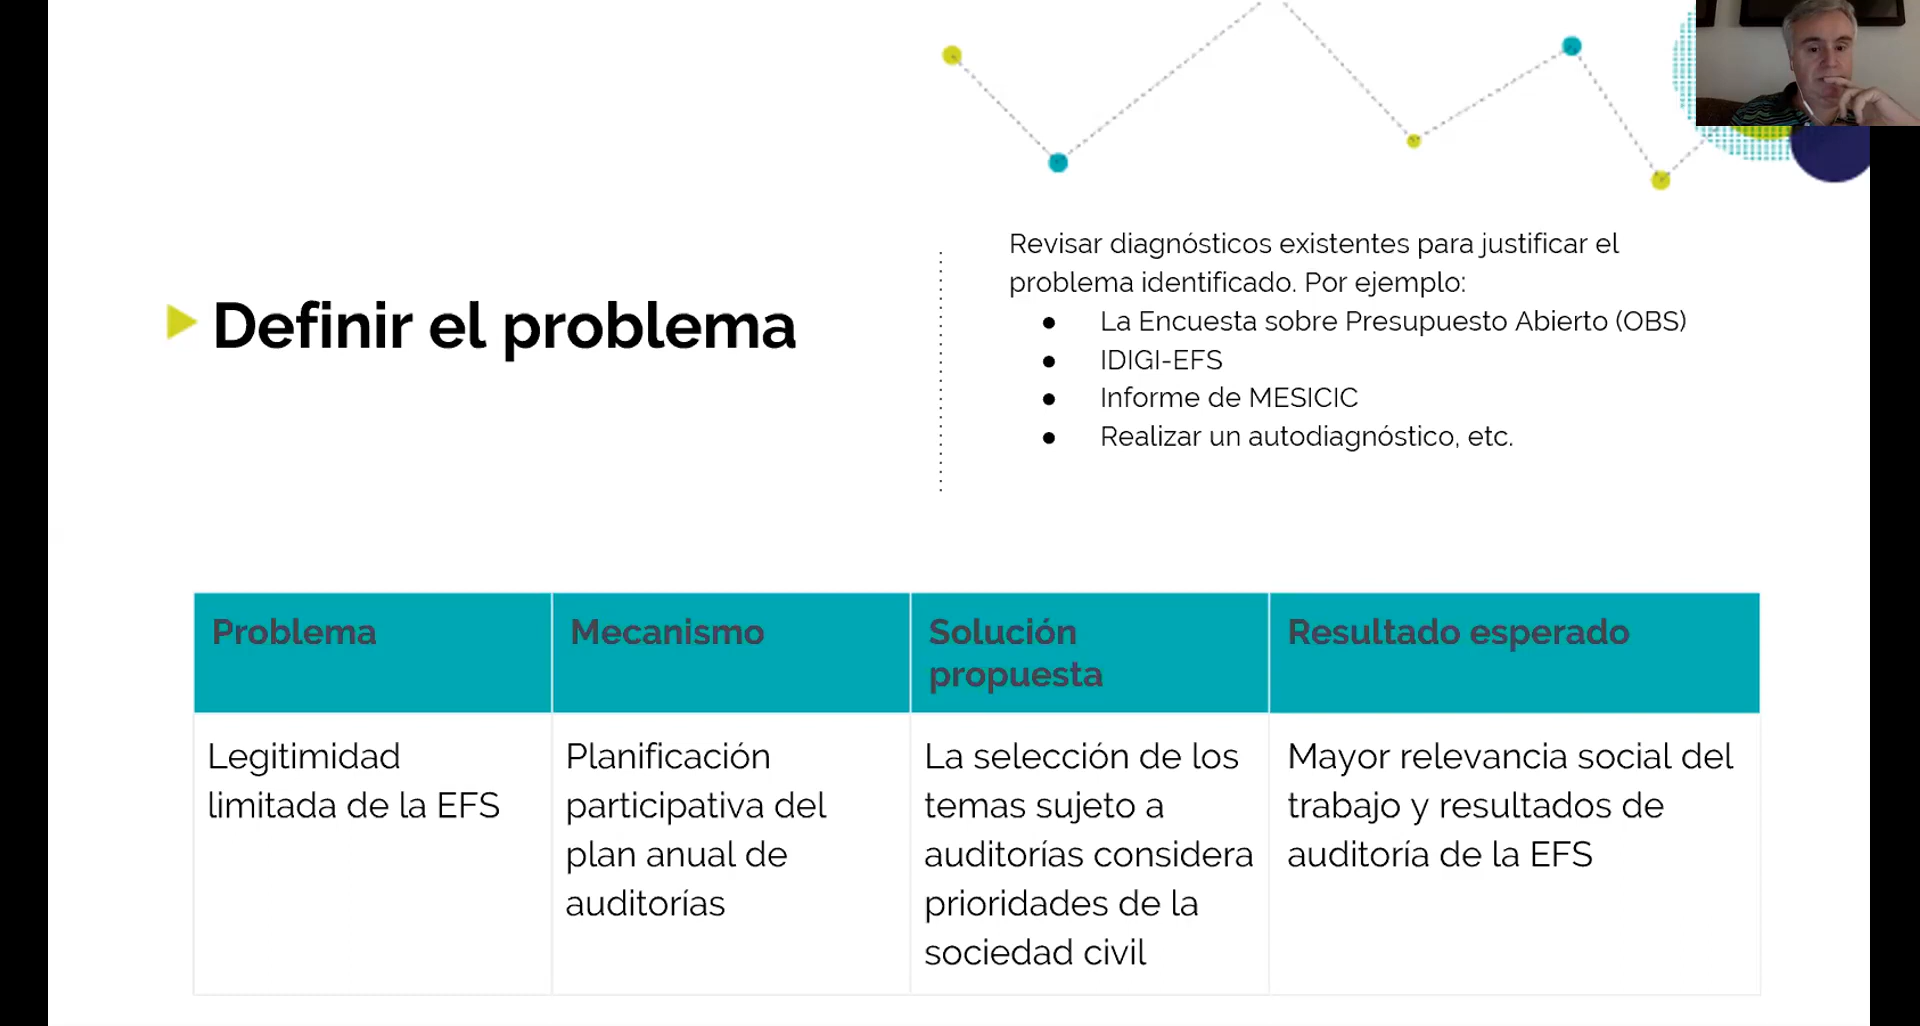 Definir el problema
Revisar diagnósticos existentes para justificar el
problema identificado. Por ejemplo:
● La Encuesta sobre Presupuesto Abierto (OBS)
● IDIGI-EFS
● Informe de MESICIC
● Realizar un autodiagnóstico, etc.
Problema
Mecanismo
Solución
propuesta
Resultado esperado
Legitimidad
limitada de la EFS
Planificación
participativa del
plan anual de
auditorías
La selección de los
temas sujeto a
auditorías considera
prioridades de la
sociedad civil
Mayor relevancia social del
trabajo y resultados de
auditoría de la EFS